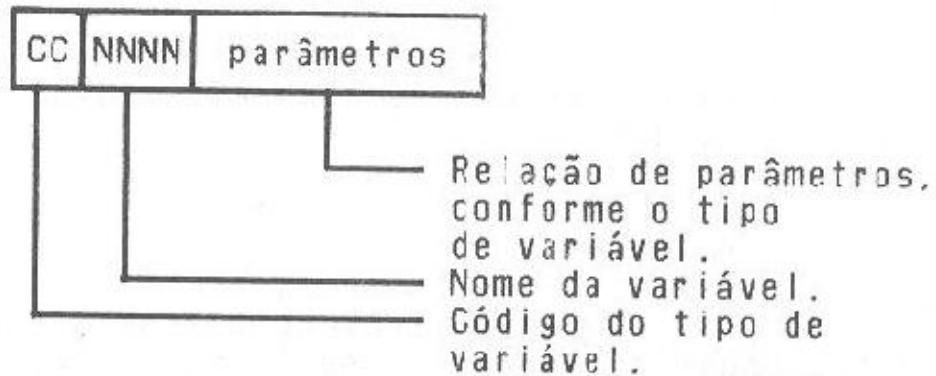 CC NNNN parâmetros
Relação de parâmetros,
conforme o tipo
de variável.
Nome da variável.
Código do tipo de
variável.